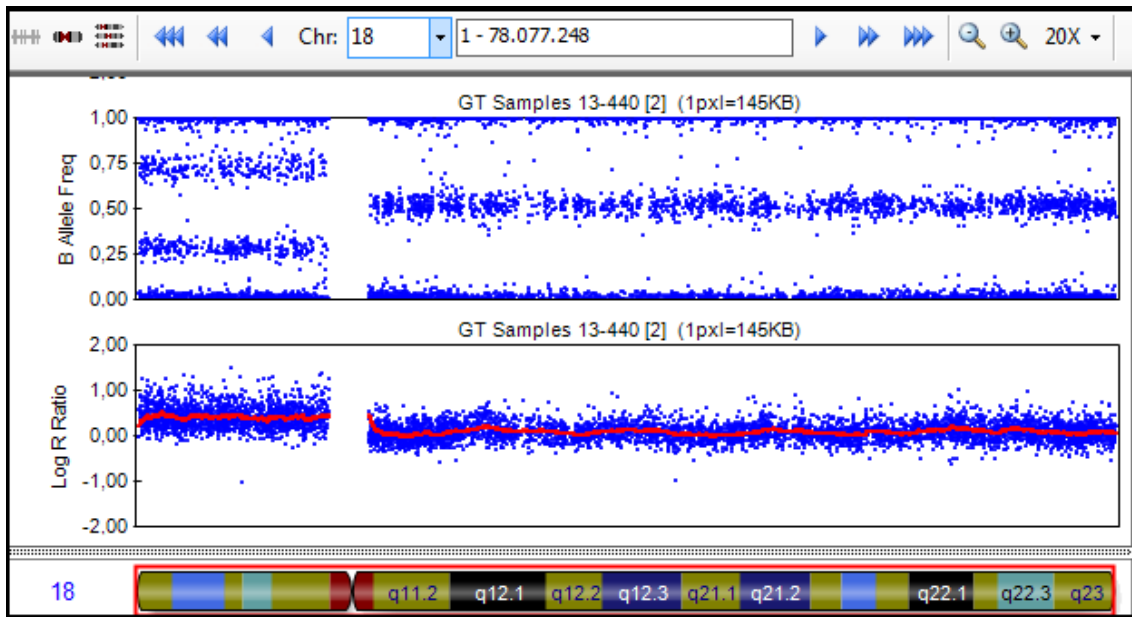 Chr: 18 1 - 78.077.248 20X
GT Samples 13-440 [2] (1pxl=145KB)
1,00
0,75
0,50
0,25
0,00
B Allele Freq
GT Samples 13-440 [2] (1pxl=145KB)
2,00
1,00
0,00
-1,00
-2,00
Log R Ratio
18 q11.2 q12.1 q12.2 q12.3 q21.1 q21.2 q22.1 q22.3 q23